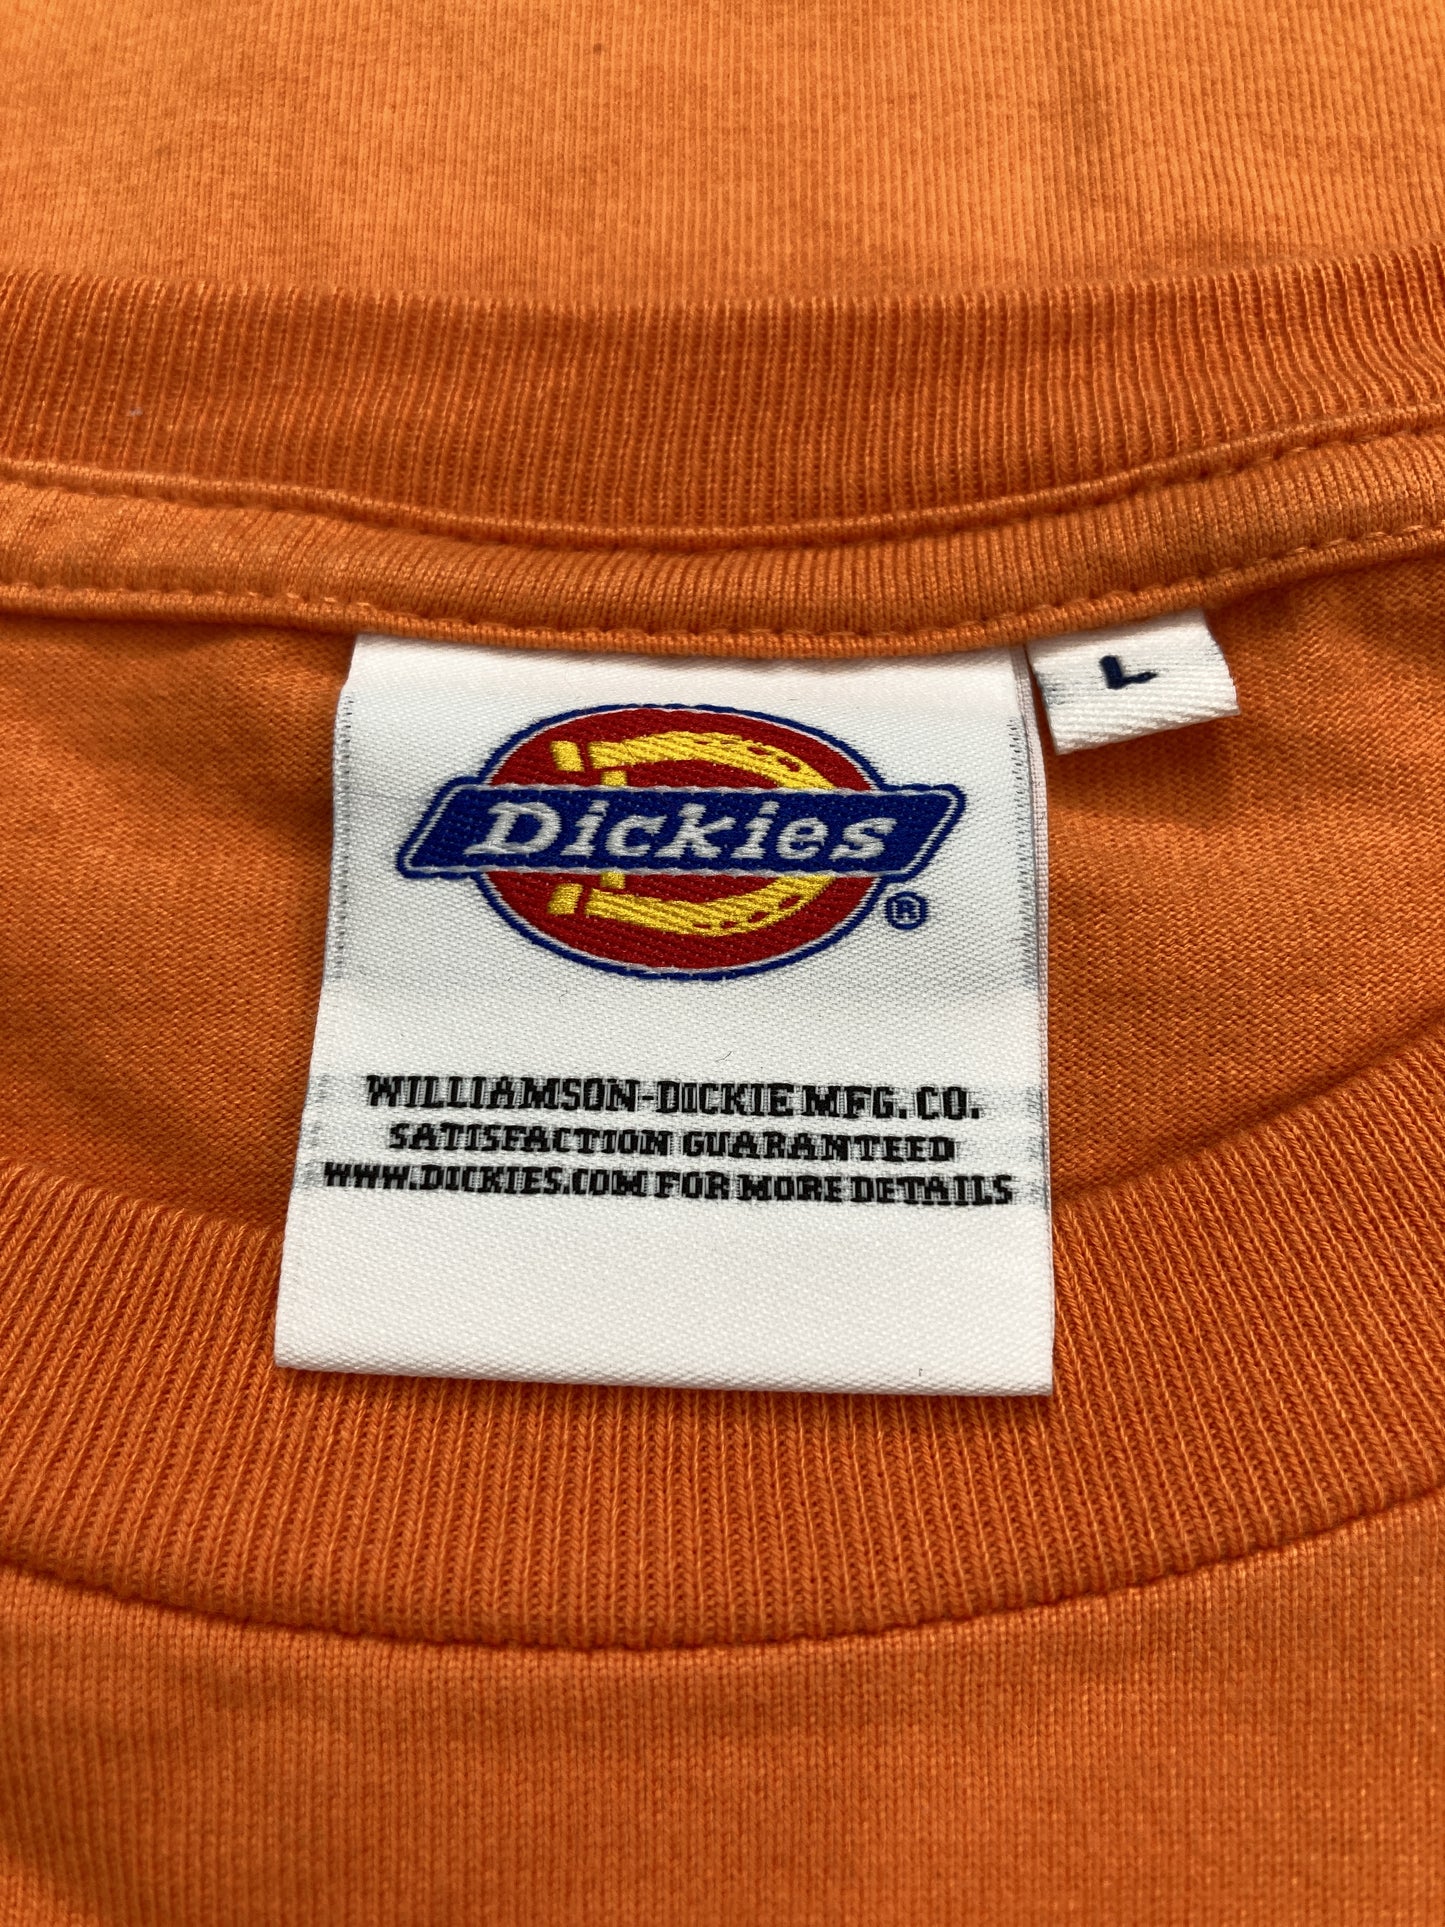 L
Dickies®
WILLIAMSON-DICKIE MFG. CO.
SATISFACTION GUARANTEED
WWW.DICKIES.COM FOR MORE DETAILS